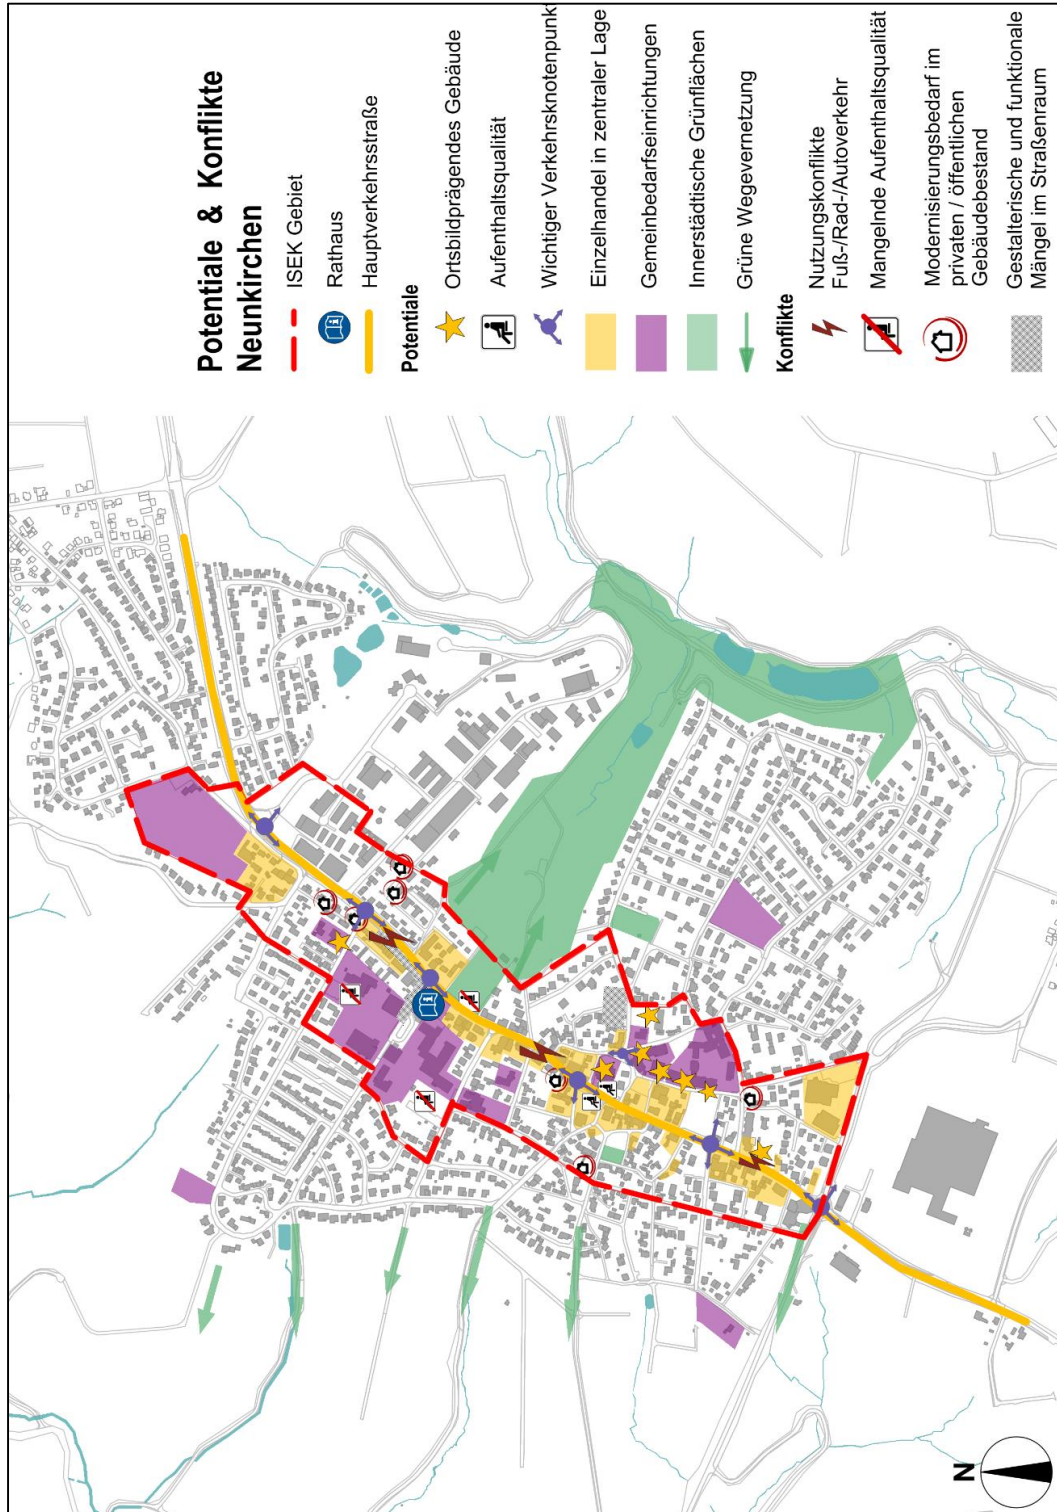 Potentiale & Konflikte
Neunkirchen
ISEK Gebiet
Rathaus
Hauptverkehrsstraße
Potentiale
Ortsbildprägendes Gebäude
Aufenthaltsqualität
Wichtiger Verkehrsknotenpunkt
Einzelhandel in zentraler Lage
Gemeinbedarfseinrichtungen
Innerstädtische Grünflächen
Grüne Wegevernetzung
Konflikte
Nutzungskonflikte
Fuß-/Rad-/Autoverkehr
Mangelnde Aufenthaltsqualität
Modernisierungsbedarf im
privaten / öffentlichen
Gebäudebestand
Gestalterische und funktionale
Mängel im Straßenraum
N